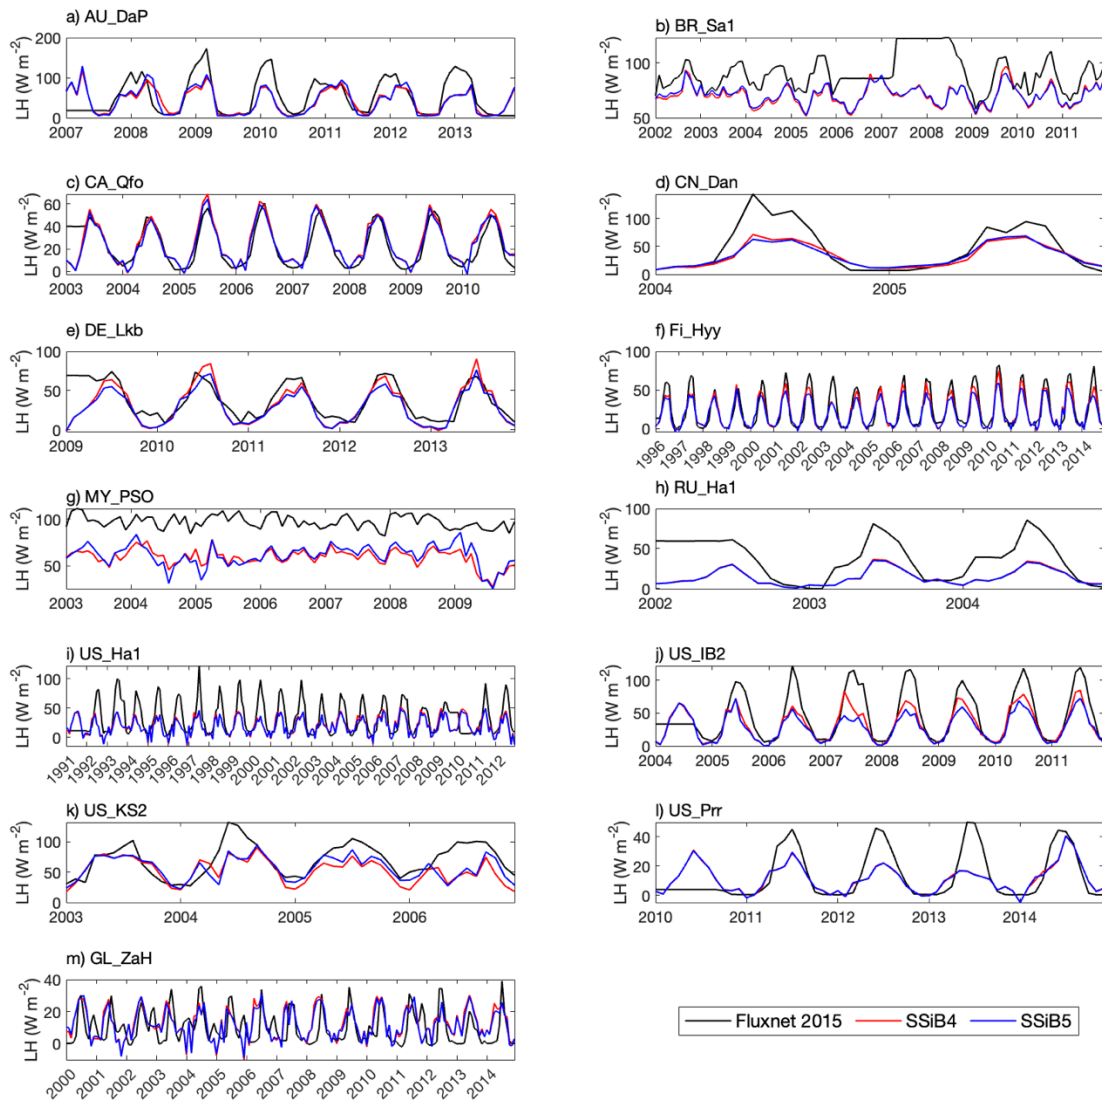 a) AU_DaP
LH (W m-2)
200
100
0
2007 2008 2009 2010 2011 2012 2013
b) BR_Sa1
LH (W m-2)
100
50
2002 2003 2004 2005 2006 2007 2008 2009 2010 2011
c) CA_Qfo
LH (W m-2)
60
40
20
0
2003 2004 2005 2006 2007 2008 2009 2010
d) CN_Dan
LH (W m-2)
100
50
0
2004 2005
e) DE_Lkb
LH (W m-2)
100
50
0
2009 2010 2011 2012 2013
f) Fi_Hyy
LH (W m-2)
100
50
0
1996 1997 1998 1999 2000 2001 2002 2003 2004 2005 2006 2007 2008 2009 2010 2011 2012 2013 2014
g) MY_PSO
LH (W m-2)
100
50
2003 2004 2005 2006 2007 2008 2009
h) RU_Ha1
LH (W m-2)
100
50
0
2002 2003 2004
i) US_Ha1
LH (W m-2)
100
50
0
1991 1992 1993 1994 1995 1996 1997 1998 1999 2000 2001 2002 2003 2004 2005 2006 2007 2008 2009 2010 2011 2012
j) US_IB2
LH (W m-2)
100
50
0
2004 2005 2006 2007 2008 2009 2010 2011
k) US_KS2
LH (W m-2)
100
50
0
2003 2004 2005 2006
l) US_Prr
LH (W m-2)
40
20
0
2010 2011 2012 2013 2014
m) GL_ZaH
LH (W m-2)
40
20
0
2000 2001 2002 2003 2004 2005 2006 2007 2008 2009 2010 2011 2012 2013 2014
Fluxnet 2015 SSiB4 SSiB5